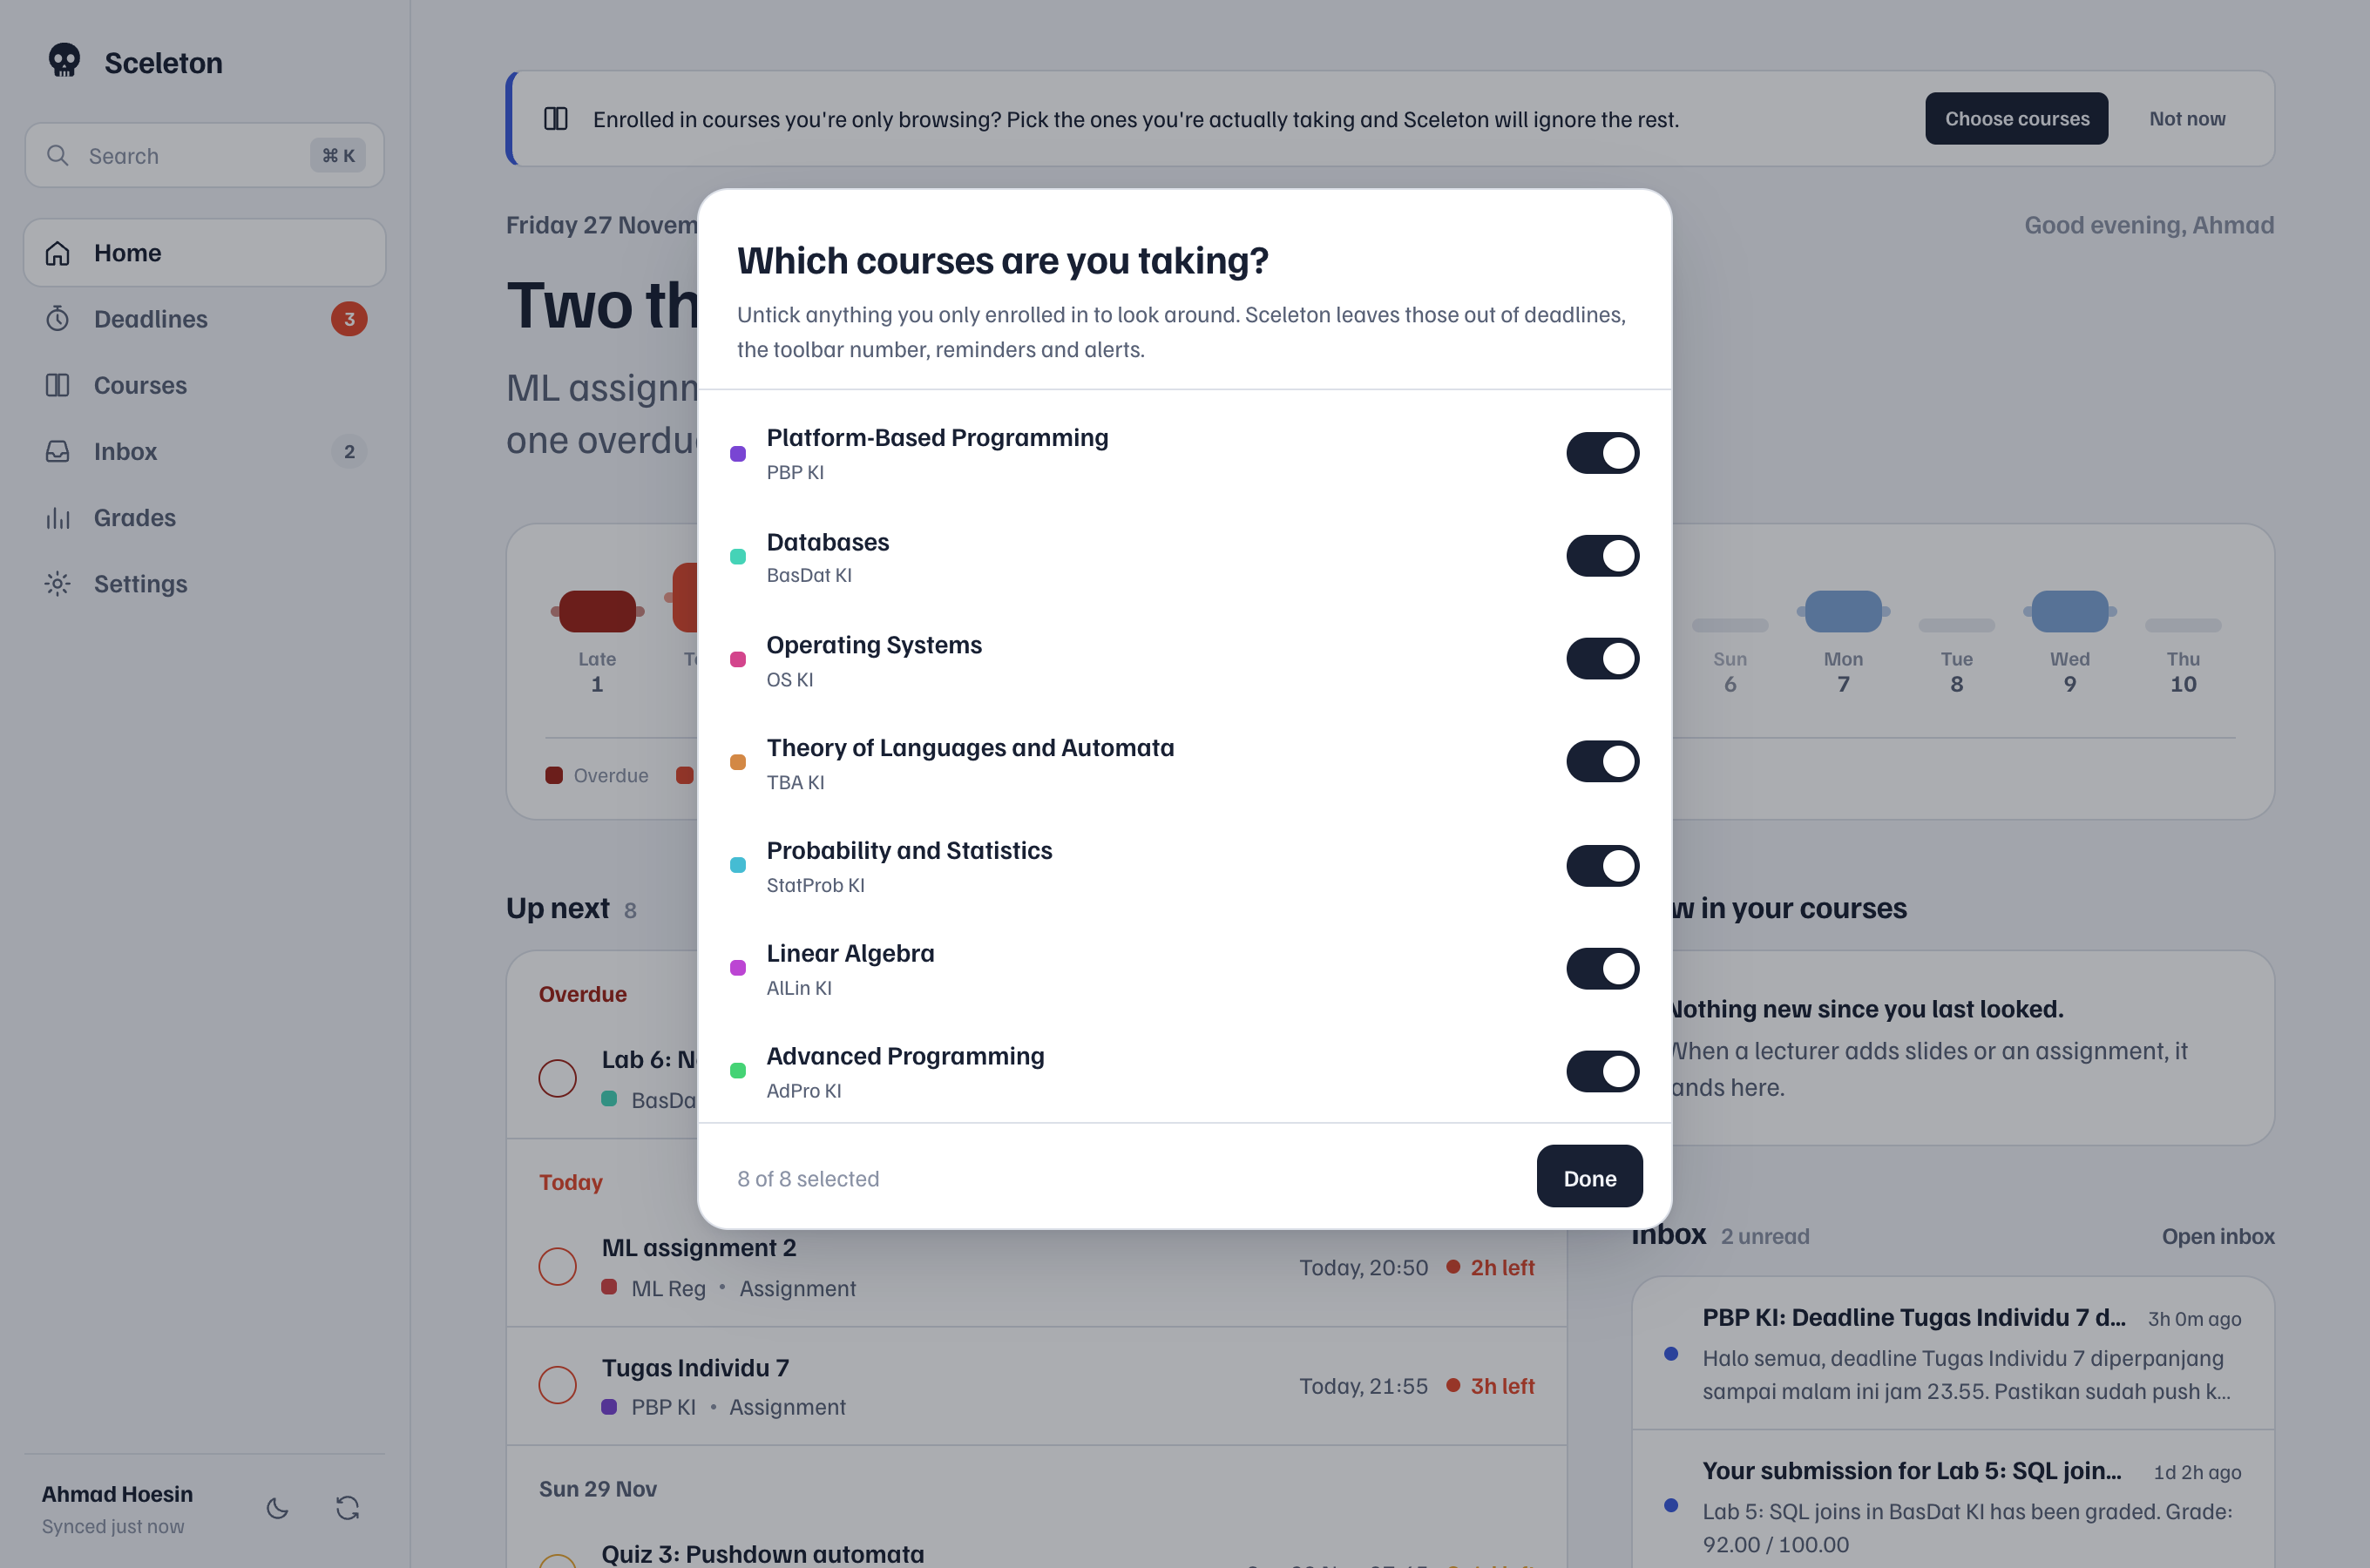 Sceleton
Search
⌘ K
Home
Deadlines
3
Courses
Inbox
2
Grades
Settings
Ahmad Hoesin
Synced just now
Enrolled in courses you're only browsing? Pick the ones you're actually taking and Sceleton will ignore the rest.
Choose courses
Not now
Friday 27
Good evening, Ahmad
Two
ML
one
Late
1
Sun
6
Mon
7
Tue
8
Wed
9
Thu
10
Overdue
Which courses are you taking?
Untick anything you only enrolled in to look around. Sceleton leaves those out of deadlines,
the toolbar number, reminders and alerts.
Platform-Based Programming
PBP KI
Databases
BasDat KI
Operating Systems
OS KI
Theory of Languages and Automata
TBA KI
Probability and Statistics
StatProb KI
Linear Algebra
AlLin KI
Advanced Programming
AdPro KI
8 of 8 selected
Done
Up next 8
Overdue
Lab 6:
Today
ML assignment 2
ML Reg • Assignment
Today, 20:50
2h left
Tugas Individu 7
PBP KI • Assignment
Today, 21:55
3h left
Sun 29 Nov
Quiz 3: Pushdown automata
in your courses
Nothing new since you last looked.
When a lecturer adds slides or an assignment, it
here.
Inbox 2 unread
Open inbox
PBP KI: Deadline Tugas Individu 7 d...
3h 0m ago
Halo semua, deadline Tugas Individu 7 diperpanjang
sampai malam ini jam 23.55. Pastikan sudah push k...
Your submission for Lab 5: SQL join...
1d 2h ago
Lab 5: SQL joins in BasDat KI has been graded. Grade:
92.00 / 100.00